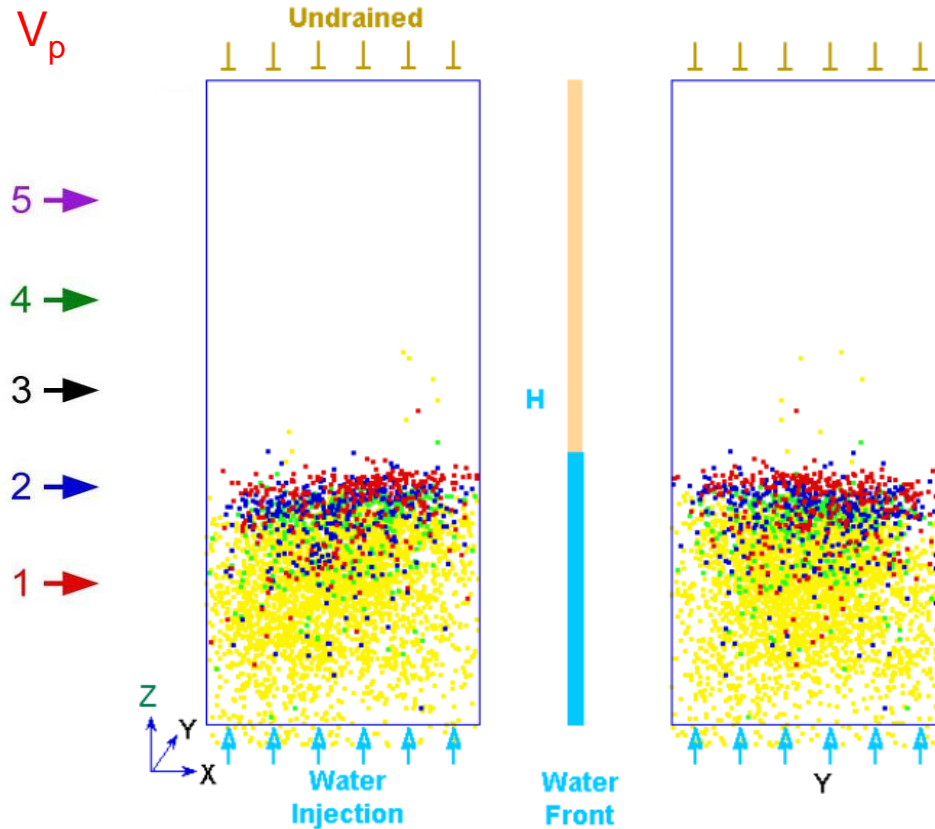 Vp
Undrained
5
4
3
H
2
1
Z
Y
X
Water
Injection
Water
Front
Y